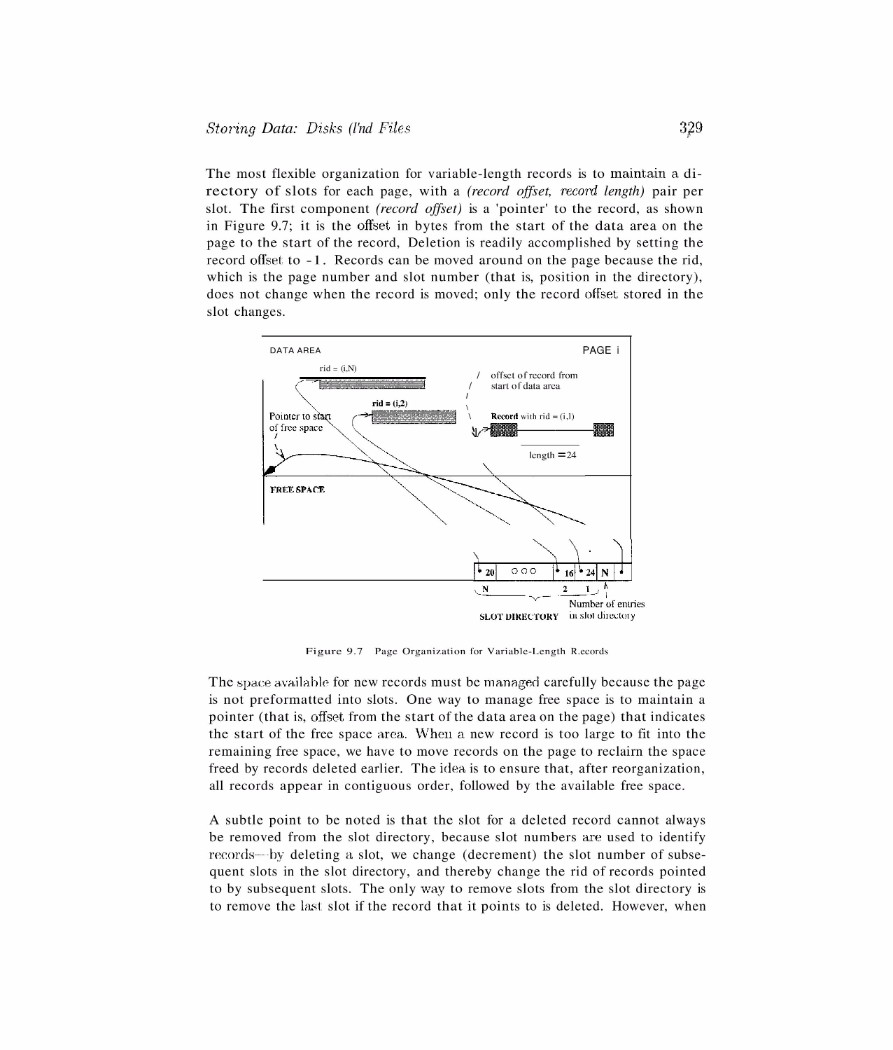 Storing Data: Disks (l'nd Files 329
The most flexible organization for variable-length records is to maintain a di-
rectory of slots for each page, with a (record offset, record length) pair per
slot. The first component (record offset) is a 'pointer' to the record, as shown
in Figure 9.7; it is the offset in bytes from the start of the data area on the
page to the start of the record, Deletion is readily accomplished by setting the
record offset to -1. Records can be moved around on the page because the rid,
which is the page number and slot number (that is, position in the directory),
does not change when the record is moved; only the record offset stored in the
slot changes.
DATA AREA PAGE i
rid = (i,N)
offset of record from
start of data area
rid = (i,2)
Pointer to start
of free space
Record with rid = (i,1)
length = 24
FREE SPACE
20 16 24 N
N 2 1
Number of entries
SLOT DIRECTORY in slot directory
Figure 9.7 Page Organization for Variable-Length R.ecords
The space available for new records must be managed carefully because the page
is not preformatted into slots. One way to manage free space is to maintain a
pointer (that is, offset from the start of the data area on the page) that indicates
the start of the free space area. When a new record is too large to fit into the
remaining free space, we have to move records on the page to reclairn the space
freed by records deleted earlier. The idea is to ensure that, after reorganization,
all records appear in contiguous order, followed by the available free space.
A subtle point to be noted is that the slot for a deleted record cannot always
be removed from the slot directory, because slot numbers are used to identify
records--by deleting a slot, we change (decrement) the slot number of subse-
quent slots in the slot directory, and thereby change the rid of records pointed
to by subsequent slots. The only way to remove slots from the slot directory is
to remove the last slot if the record that it points to is deleted. However, when